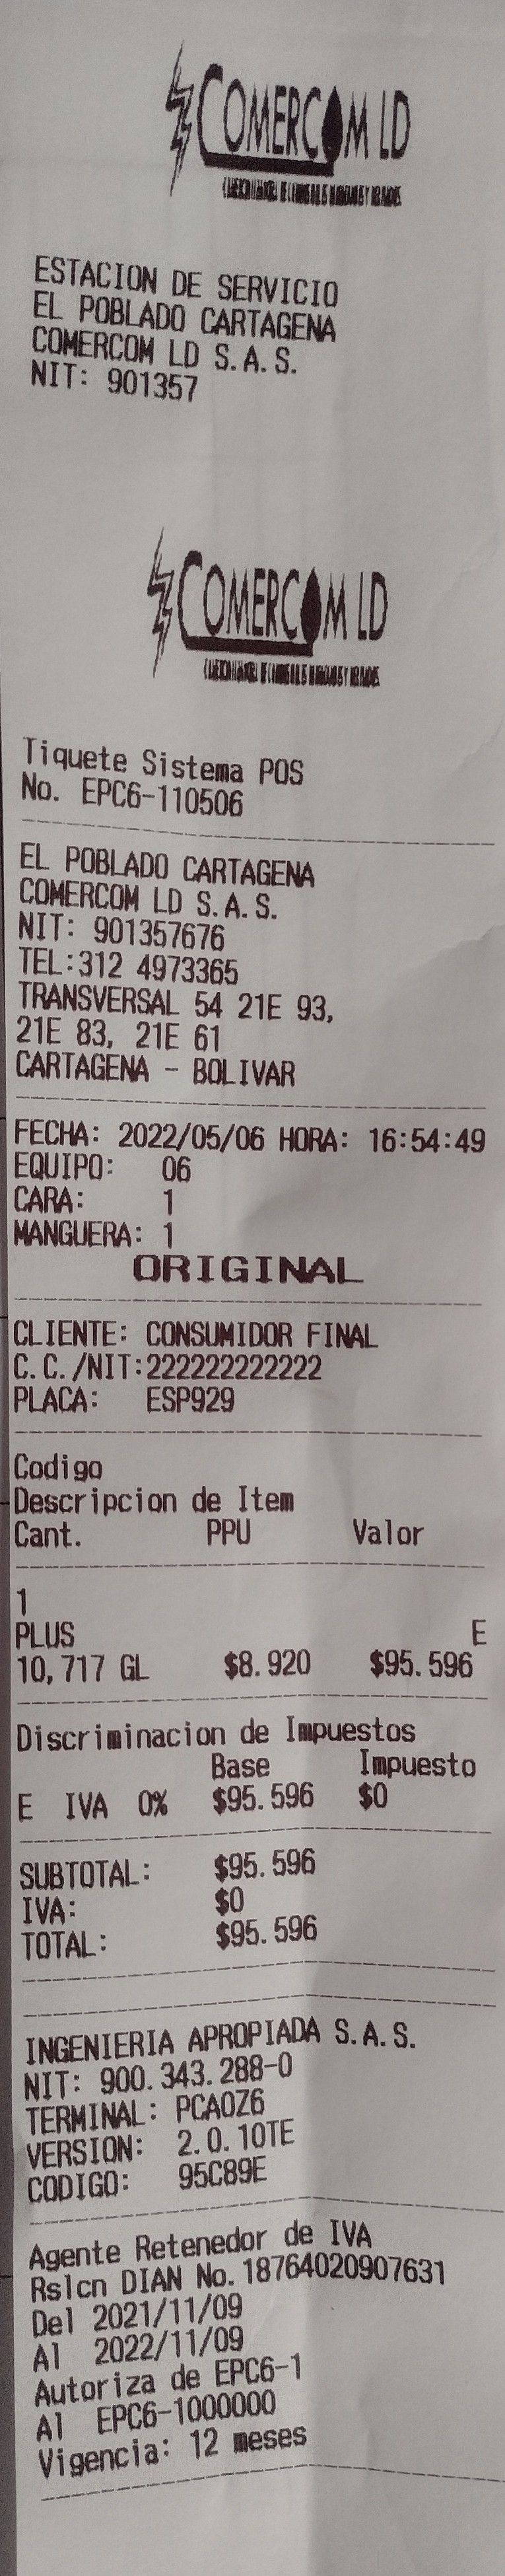 COMERCOM LD
ESTACION DE SERVICIO
EL POBLADO CARTAGENA
COMERCOM LD S.A.S.
NIT: 901357
COMERCOM LD
Tiquete Sistema POS
No. EPC6-110506
EL POBLADO CARTAGENA
COMERCOM LD S.A.S.
NIT: 901357676
TEL:312 4973365
TRANSVERSAL 54 21E 93,
21E 83, 21E 61
CARTAGENA - BOLIVAR
FECHA: 2022/05/06 HORA: 16:54:49
EQUIPO: 06
CARA: 1
MANGUERA: 1
ORIGINAL
CLIENTE: CONSUMIDOR FINAL
C.C./NIT:222222222222
PLACA: ESP929
Codigo
Descripcion de Item
Cant. PPU Valor
1
PLUS E
10,717 GL $8.920 $95.596
Discriminacion de Impuestos
Base Impuesto
E IVA 0% $95.596 $0
SUBTOTAL: $95.596
IVA: $0
TOTAL: $95.596
INGENIERIA APROPIADA S.A.S.
NIT: 900.343.288-0
TERMINAL: PCA0Z6
VERSION: 2.0.10TE
CODIGO: 95C89E
Agente Retenedor de IVA
Rslcn DIAN No.18764020907631
Del 2021/11/09
Al 2022/11/09
Autoriza de EPC6-1
Al EPC6-1000000
Vigencia: 12 meses